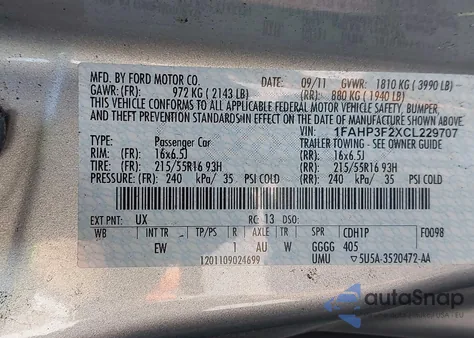 MFD. BY FORD MOTOR CO. DATE: 09/11 GVWR: 1810 KG ( 3990 LB)
GAWR: (FR): 972 KG ( 2143 LB) (RR): 880 KG ( 1940 LB)
THIS VEHICLE CONFORMS TO ALL APPLICABLE FEDERAL MOTOR VEHICLE SAFETY, BUMPER,
AND THEFT PREVENTION STANDARDS IN EFFECT ON THE DATE OF MANUFACTURE SHOWN ABOVE.
VIN: 1FAHP3F2XCL229707
TYPE: Passenger Car TRAILER TOWING - SEE OWNER GUIDE
RIM: (FR) 16x6.5J (RR): 16x6.5J
TIRE: (FR) 215/55R16 93H (RR): 215/55R16 93H
PRESSURE: (FR) 240 kPa/ 35 PSI COLD (RR): 240 kPa/ 35 PSI COLD
EXT PNT: UX RC: 13 DSO:
WB INT TR TP/PS R AXLE TR SPR CDH1P F0098
EW 1 AU W GGGG 405
1201109024699 UMU ▽5U5A-3520472-AA
autoSnap